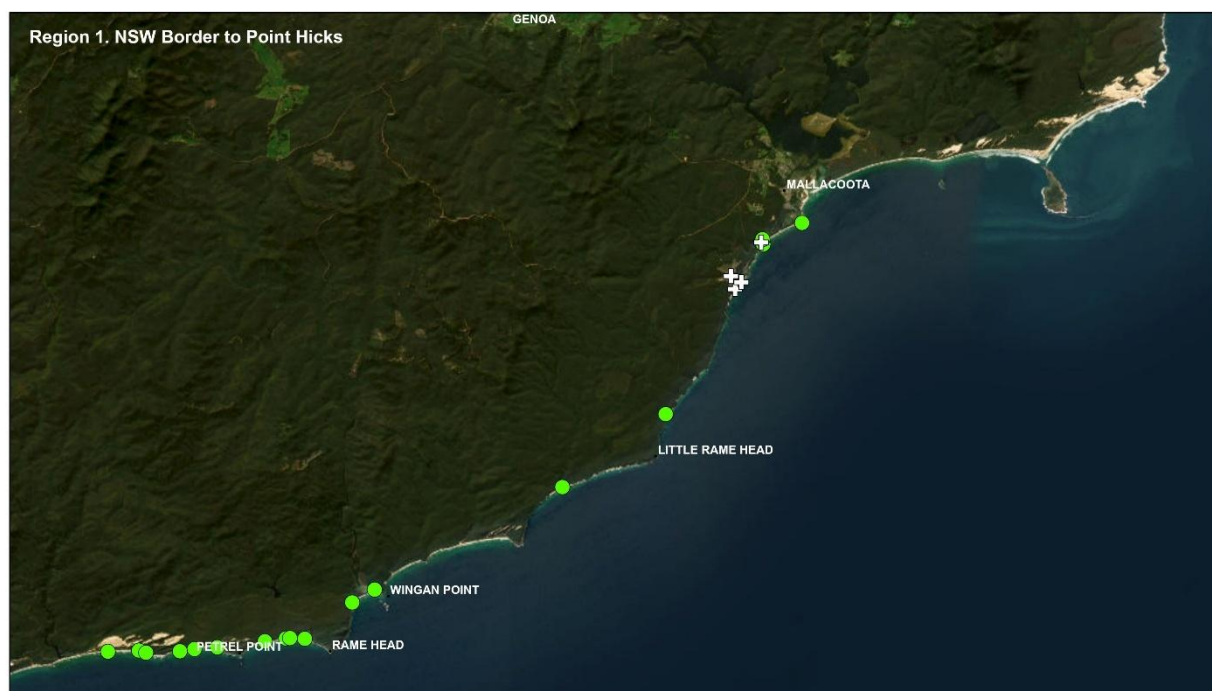 GENOA
Region 1. NSW Border to Point Hicks
MALLACOOTA
LITTLE RAME HEAD
WINGAN POINT
PETREL POINT
RAME HEAD